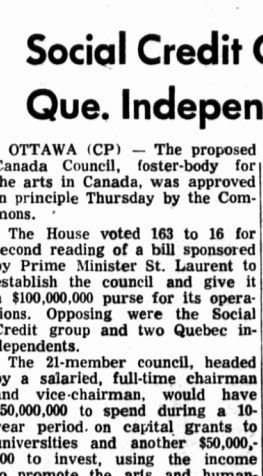 Social Credit
Que. Indepen
OTTAWA (CP) — The proposed
Canada Council, foster-body for
he arts in Canada, was approved
n principle Thursday by the Com-
mons.
The House voted 163 to 16 for
second reading of a bill sponsored
by Prime Minister St. Laurent to
establish the council and give it
a $100,000,000 purse for its opera-
ions. Opposing were the Social
Credit group and two Quebec in-
dependents.
The 21-member council, headed
by a salaried, full-time chairman
and vice-chairman, would have
50,000,000 to spend during a 10-
year period on capital grants to
universities and another $50,000,-
00 to invest, using the income
to promote the arts and human-